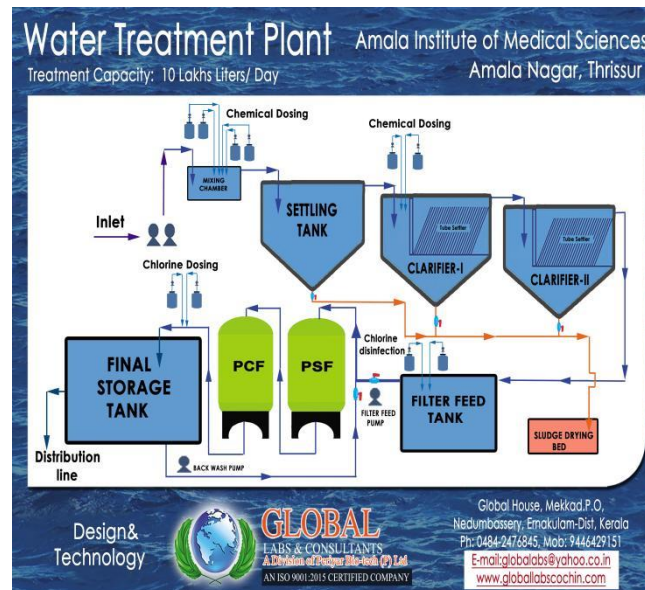 Water Treatment Plant
Treatment Capacity: 10 Lakhs Liters/ Day
Amala Institute of Medical Sciences
Amala Nagar, Thrissur
Chemical Dosing
Chemical Dosing
MIXING
CHAMBER
SETTLING
TANK
Tube Settler
CLARIFIER-I
Tube Settler
CLARIFIER-II
Inlet
Chlorine Dosing
Chlorine
disinfection
FINAL
STORAGE
TANK
PCF
PSF
FILTER FEED
PUMP
FILTER FEED
TANK
SLUDGE DRYING
BED
Distribution
line
BACK WASH PUMP
Design&
Technology
GLOBAL
LABS & CONSULTANTS
A Division of Periyar Bio-tech (P) Ltd
AN ISO 9001:2015 CERTIFIED COMPANY
Global House, Mekkad.P.O,
Nedumbassery, Ernakulam-Dist, Kerala
Ph: 0484-2476845, Mob: 9446429151
E-mail:globalabs@yahoo.co.in
www.globallabscochin.com